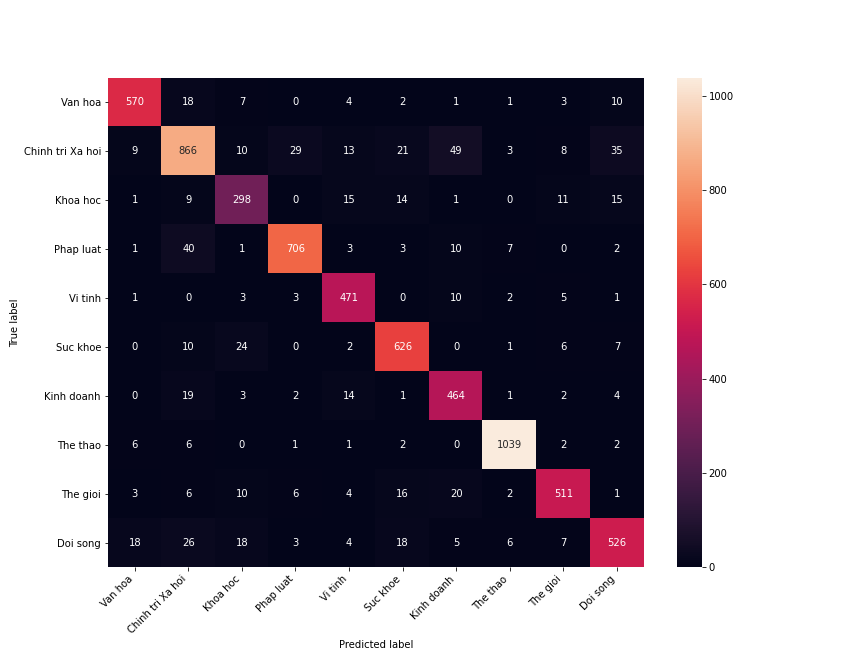 Van hoa 570 18 7 0 4 2 1 1 3 10
Chinh tri Xa hoi 9 866 10 29 13 21 49 3 8 35
Khoa hoc 1 9 298 0 15 14 1 0 11 15
Phap luat 1 40 1 706 3 3 10 7 0 2
Vi tinh 1 0 3 3 471 0 10 2 5 1
Suc khoe 0 10 24 0 2 626 0 1 6 7
Kinh doanh 0 19 3 2 14 1 464 1 2 4
The thao 6 6 0 1 1 2 0 1039 2 2
The gioi 3 6 10 6 4 16 20 2 511 1
Doi song 18 26 18 3 4 18 5 6 7 526
True label
Van hoa
Chinh tri Xa hoi
Khoa hoc
Phap luat
Vi tinh
Suc khoe
Kinh doanh
The thao
The gioi
Doi song
Predicted label
1000
800
600
400
200
0